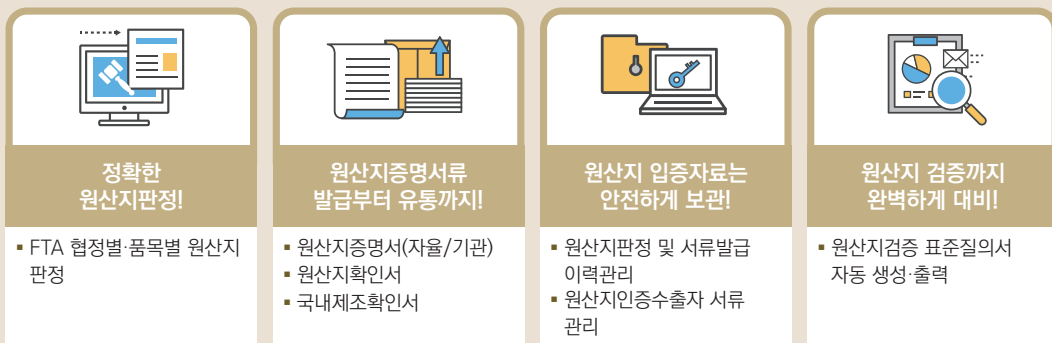 정확한
원산지판정!
▪ FTA 협정별·품목별 원산지
판정
원산지증명서류
발급부터 유통까지!
▪ 원산지증명서(자율/기관)
▪ 원산지확인서
▪ 국내제조확인서
원산지 입증자료는
안전하게 보관!
▪ 원산지판정 및 서류발급
이력관리
▪ 원산지인증수출자 서류
관리
원산지 검증까지
완벽하게 대비!
▪ 원산지검증 표준질의서
자동 생성·출력